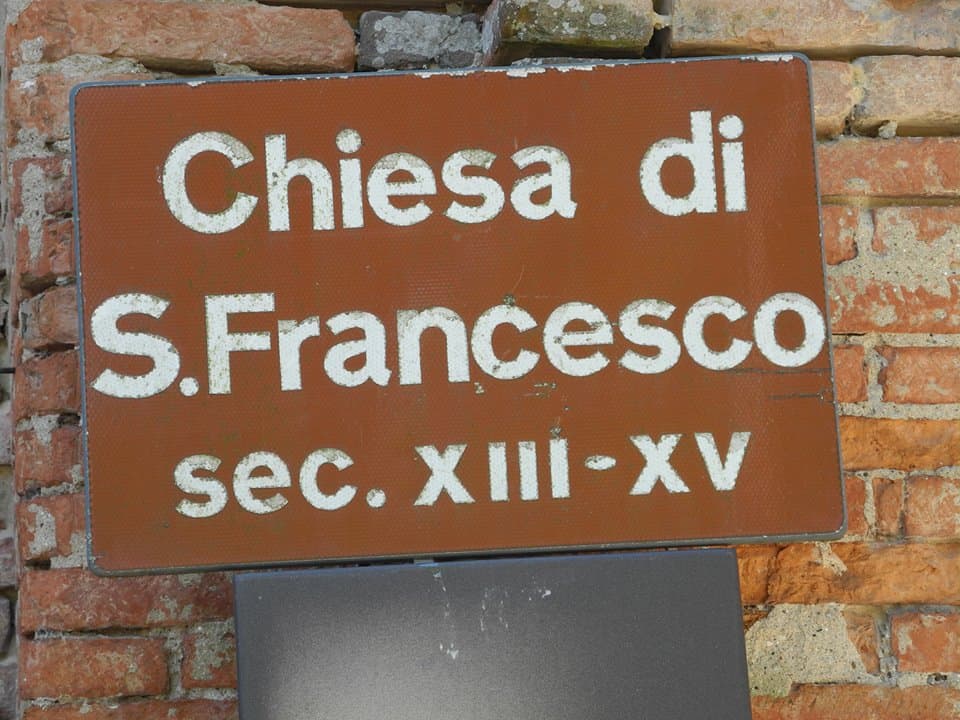 Chiesa di
S.Francesco
sec. XIII-XV